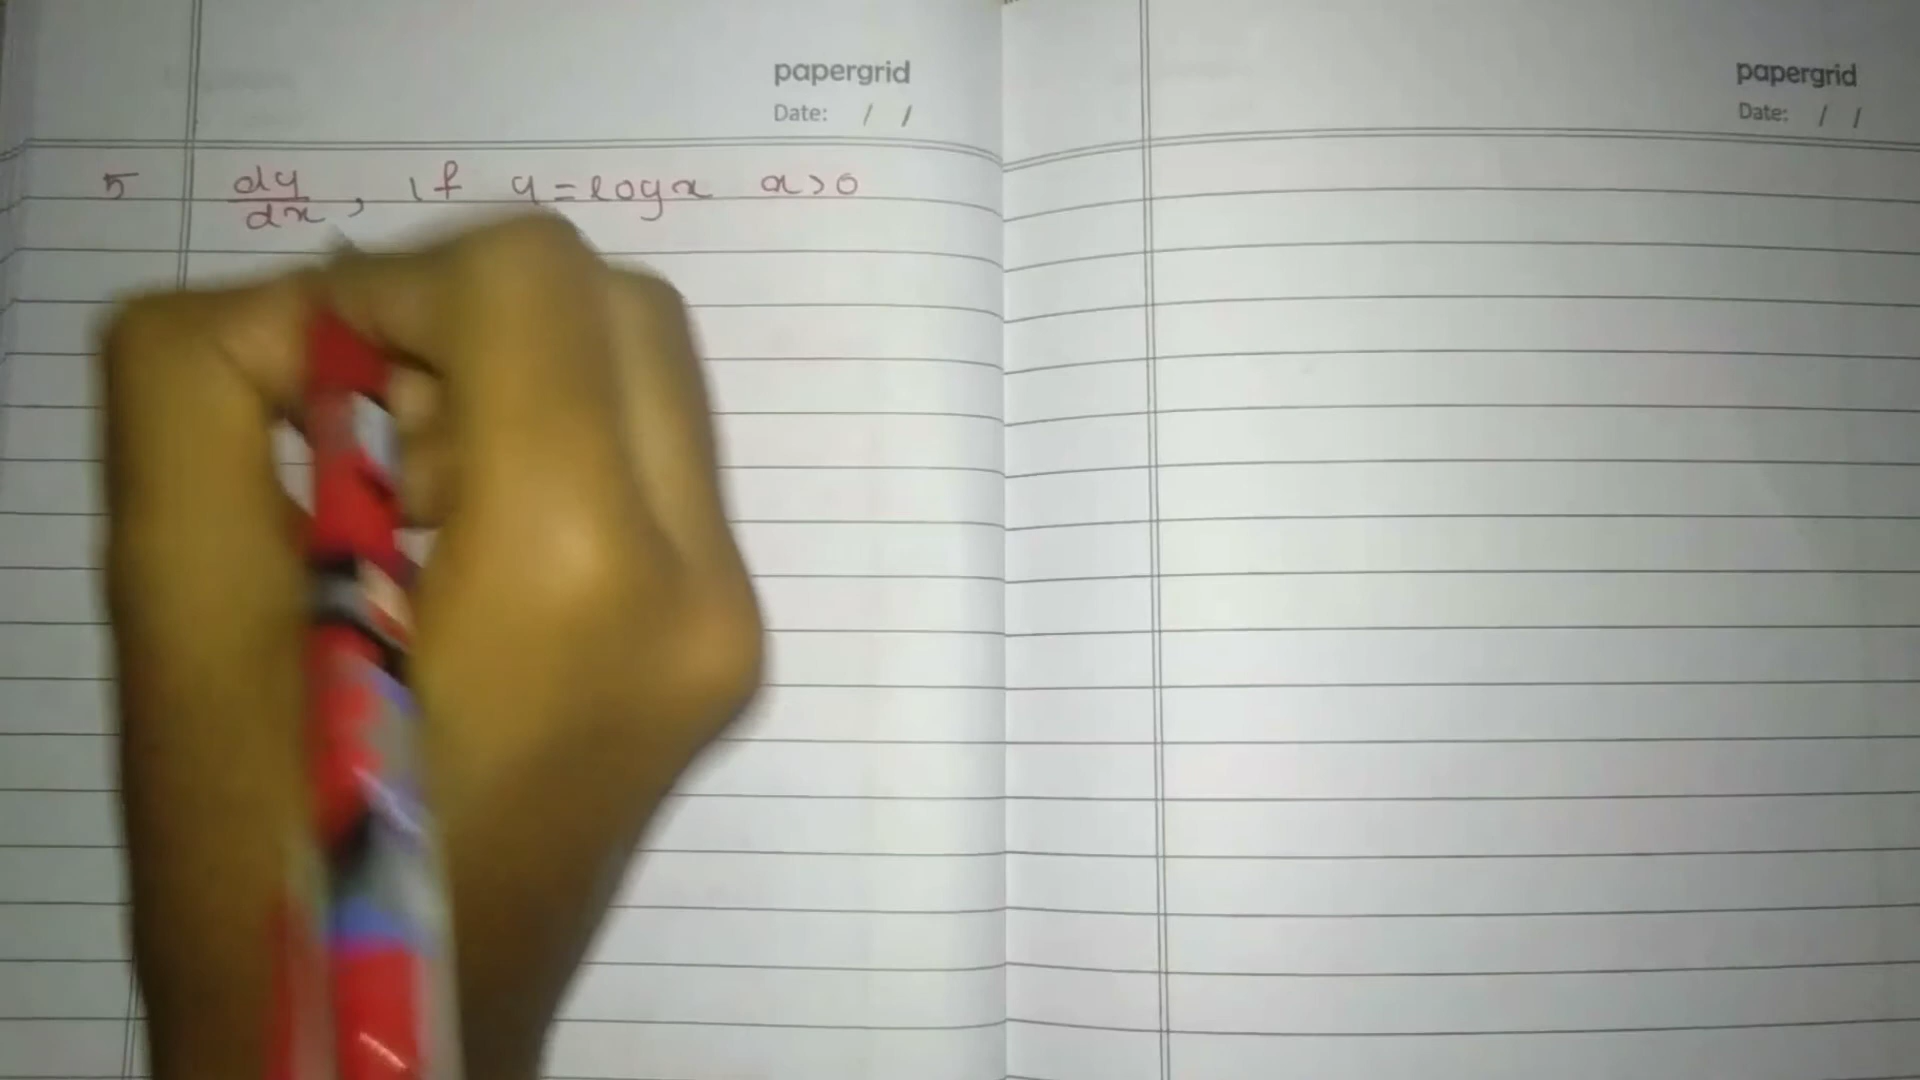 papergrid
Date: / /
papergrid
Date: / /
5 dy/dx, if y = log x x>0